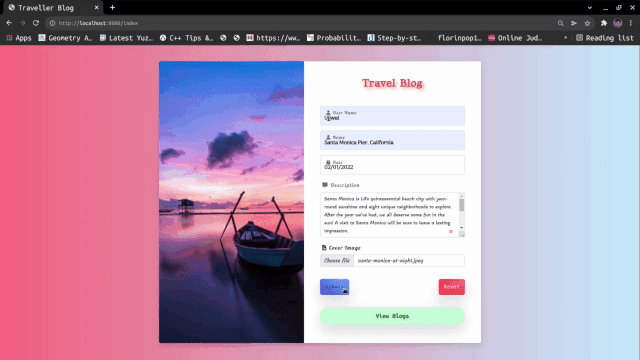 Traveller Blog
http://localhost:8080/index
Apps Geometry A… Latest Yuz… C++ Tips &… https://ww… Probabilit… Step-by-st… florinpop1… Online Jud… » Reading list
Travel Blog
User Name
Ujjwal
Name
Santa Monica Pier, California
Date
02/01/2022
Description
Santa Monica is LA's quintessential beach city with year-
round sunshine and eight unique neighborhoods to explore.
After the year we've had, we all deserve some fun in the
sun! A visit to Santa Monica will be sure to leave a lasting
impression.
Cover Image
Choose file santa-monica-at-night.jpeg
Reset
View Blogs